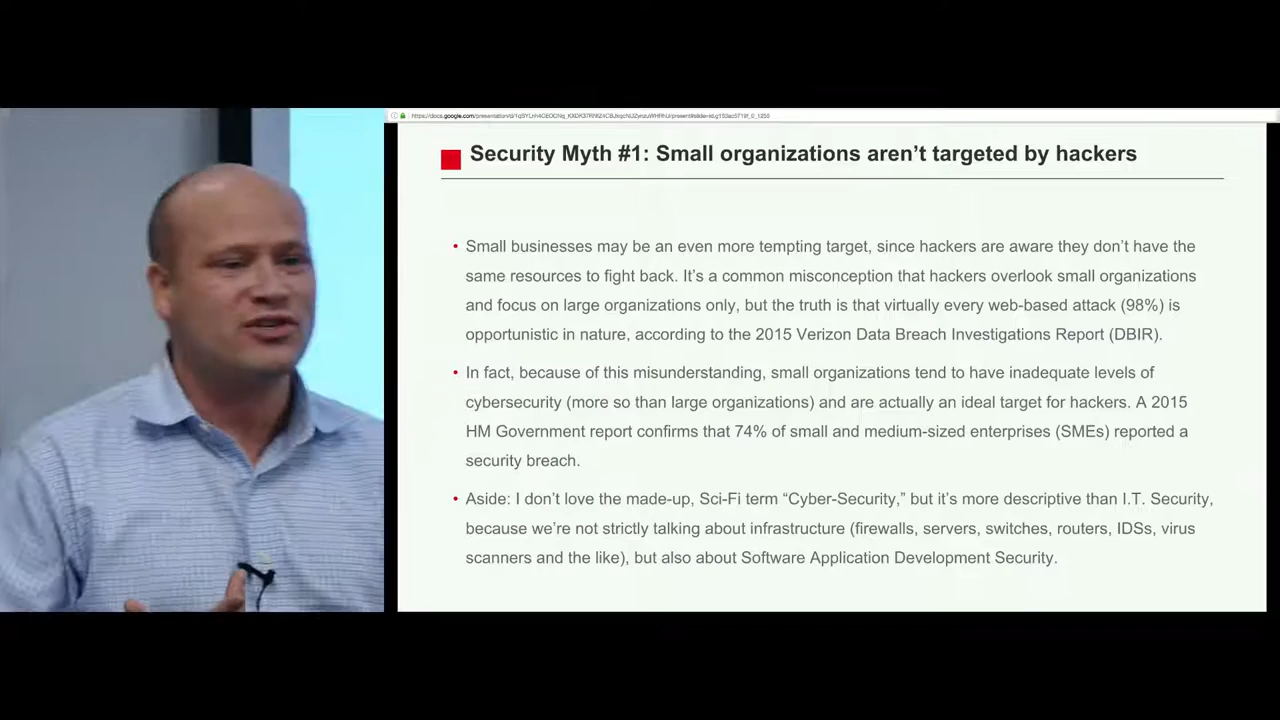 Security Myth #1: Small organizations aren’t targeted by hackers
• Small businesses may be an even more tempting target, since hackers are aware they don’t have the
same resources to fight back. It’s a common misconception that hackers overlook small organizations
and focus on large organizations only, but the truth is that virtually every web-based attack (98%) is
opportunistic in nature, according to the 2015 Verizon Data Breach Investigations Report (DBIR).
• In fact, because of this misunderstanding, small organizations tend to have inadequate levels of
cybersecurity (more so than large organizations) and are actually an ideal target for hackers. A 2015
HM Government report confirms that 74% of small and medium-sized enterprises (SMEs) reported a
security breach.
• Aside: I don’t love the made-up, Sci-Fi term “Cyber-Security,” but it’s more descriptive than I.T. Security,
because we’re not strictly talking about infrastructure (firewalls, servers, switches, routers, IDSs, virus
scanners and the like), but also about Software Application Development Security.